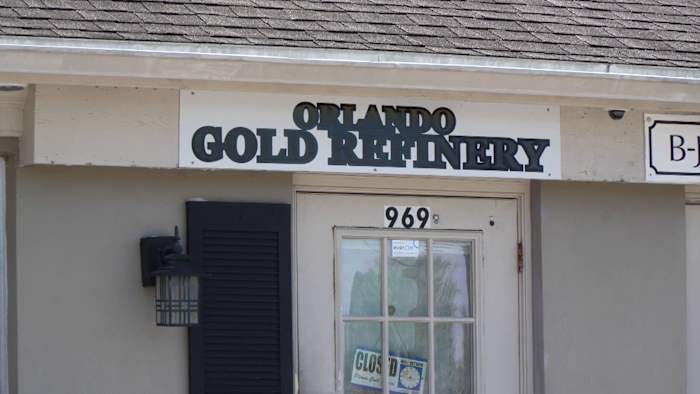 ORLANDO
GOLD REFINERY
B-
969
CLOSED